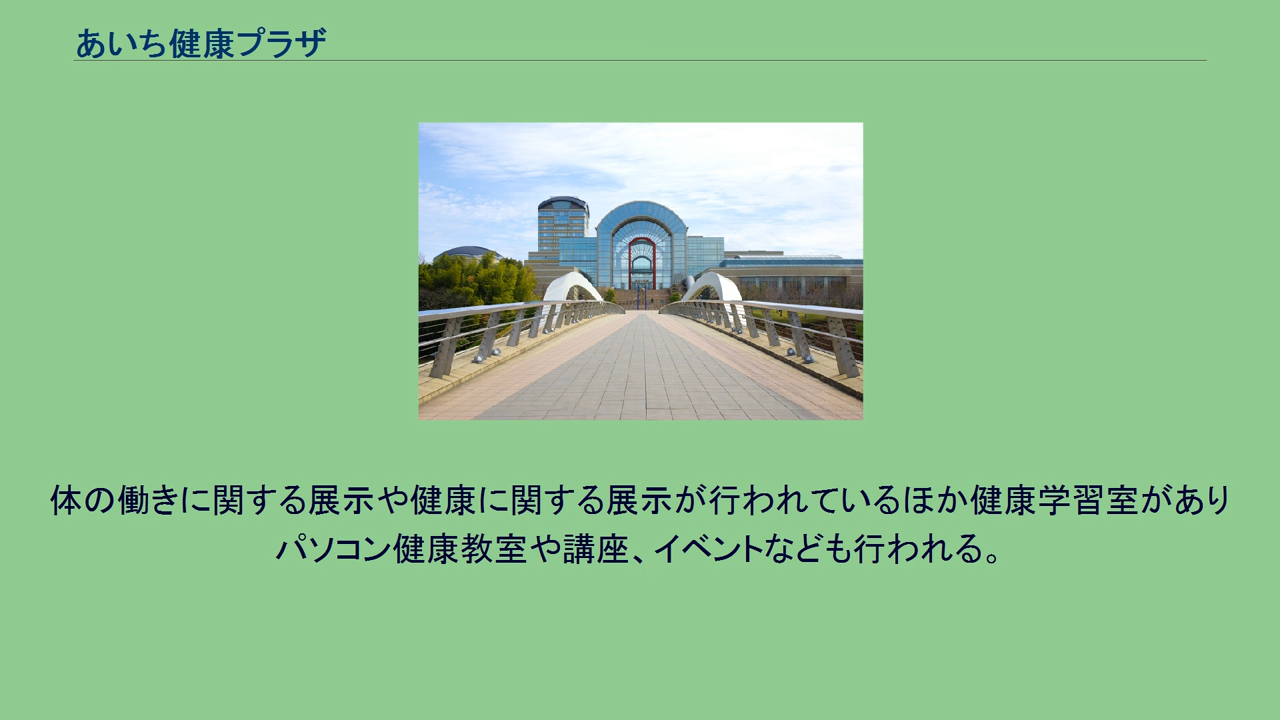 あいち健康プラザ
体の働きに関する展示や健康に関する展示が行われているほか健康学習室があり
パソコン健康教室や講座、イベントなども行われる。